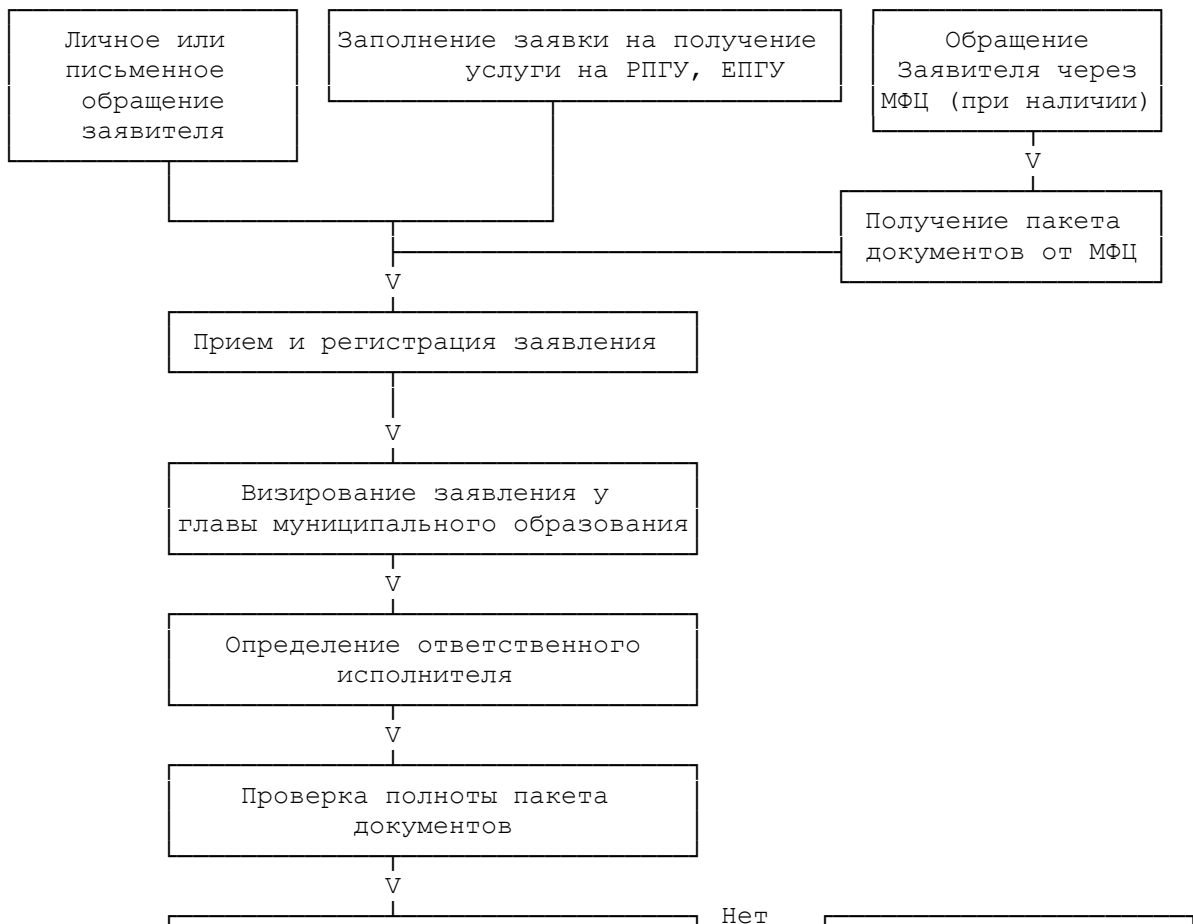 Личное или
письменное
обращение
заявителя
Заполнение заявки на получение
услуги на РПГУ, ЕПГУ
Обращение
Заявителя через
МФЦ (при наличии)
V
Получение пакета
документов от МФЦ
V
Прием и регистрация заявления
V
Визирование заявления у
главы муниципального образования
V
Определение ответственного
исполнителя
V
Проверка полноты пакета
документов
V
Нет